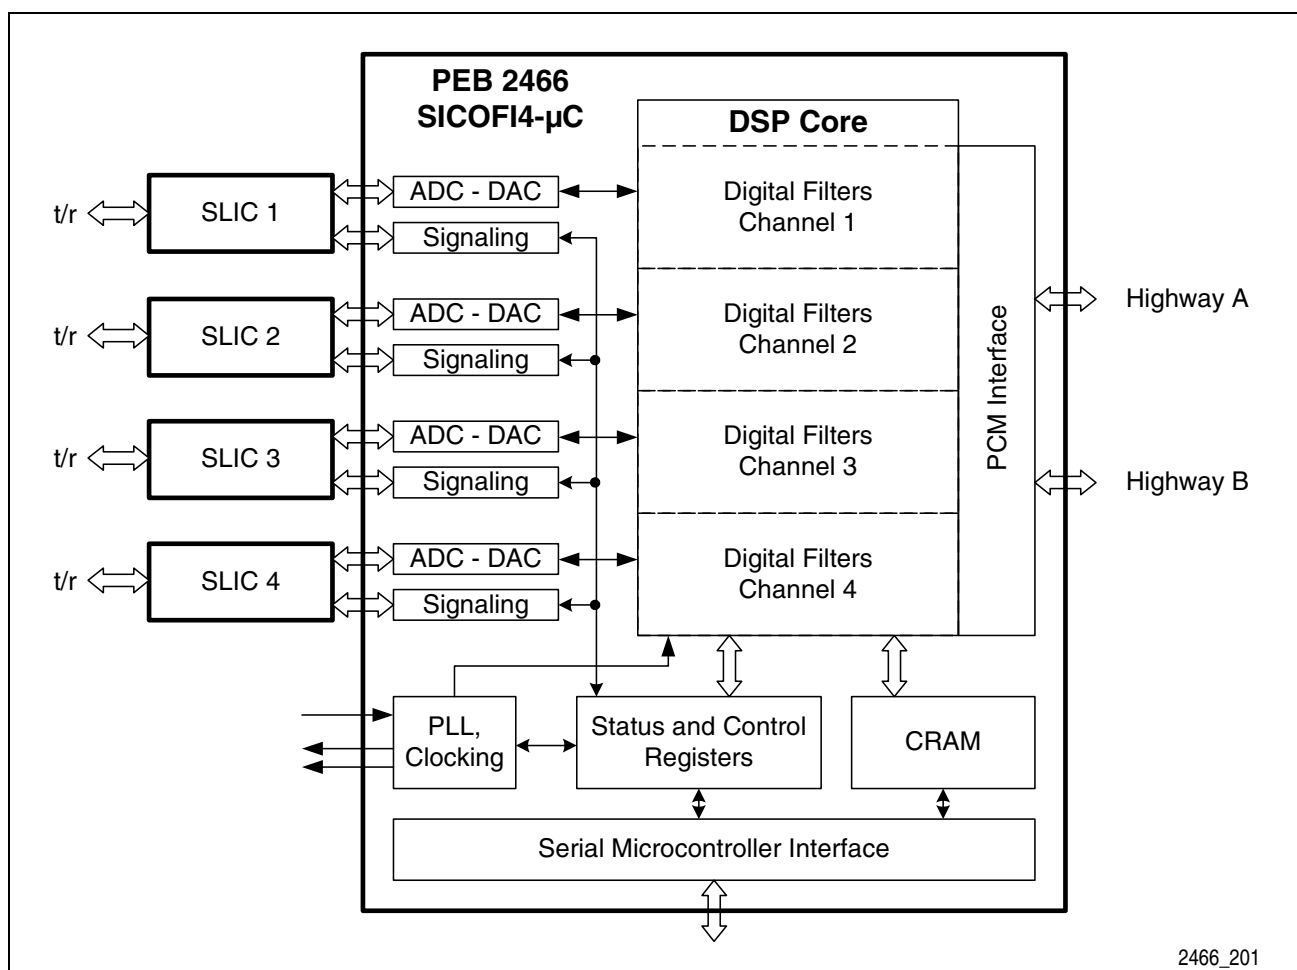 PEB 2466
SICOFI4-µC
DSP Core
t/r
SLIC 1
ADC - DAC
Signaling
Digital Filters
Channel 1
t/r
SLIC 2
ADC - DAC
Signaling
Digital Filters
Channel 2
t/r
SLIC 3
ADC - DAC
Signaling
Digital Filters
Channel 3
t/r
SLIC 4
ADC - DAC
Signaling
Digital Filters
Channel 4
PCM Interface
Highway A
Highway B
PLL,
Clocking
Status and Control
Registers
CRAM
Serial Microcontroller Interface
2466_201